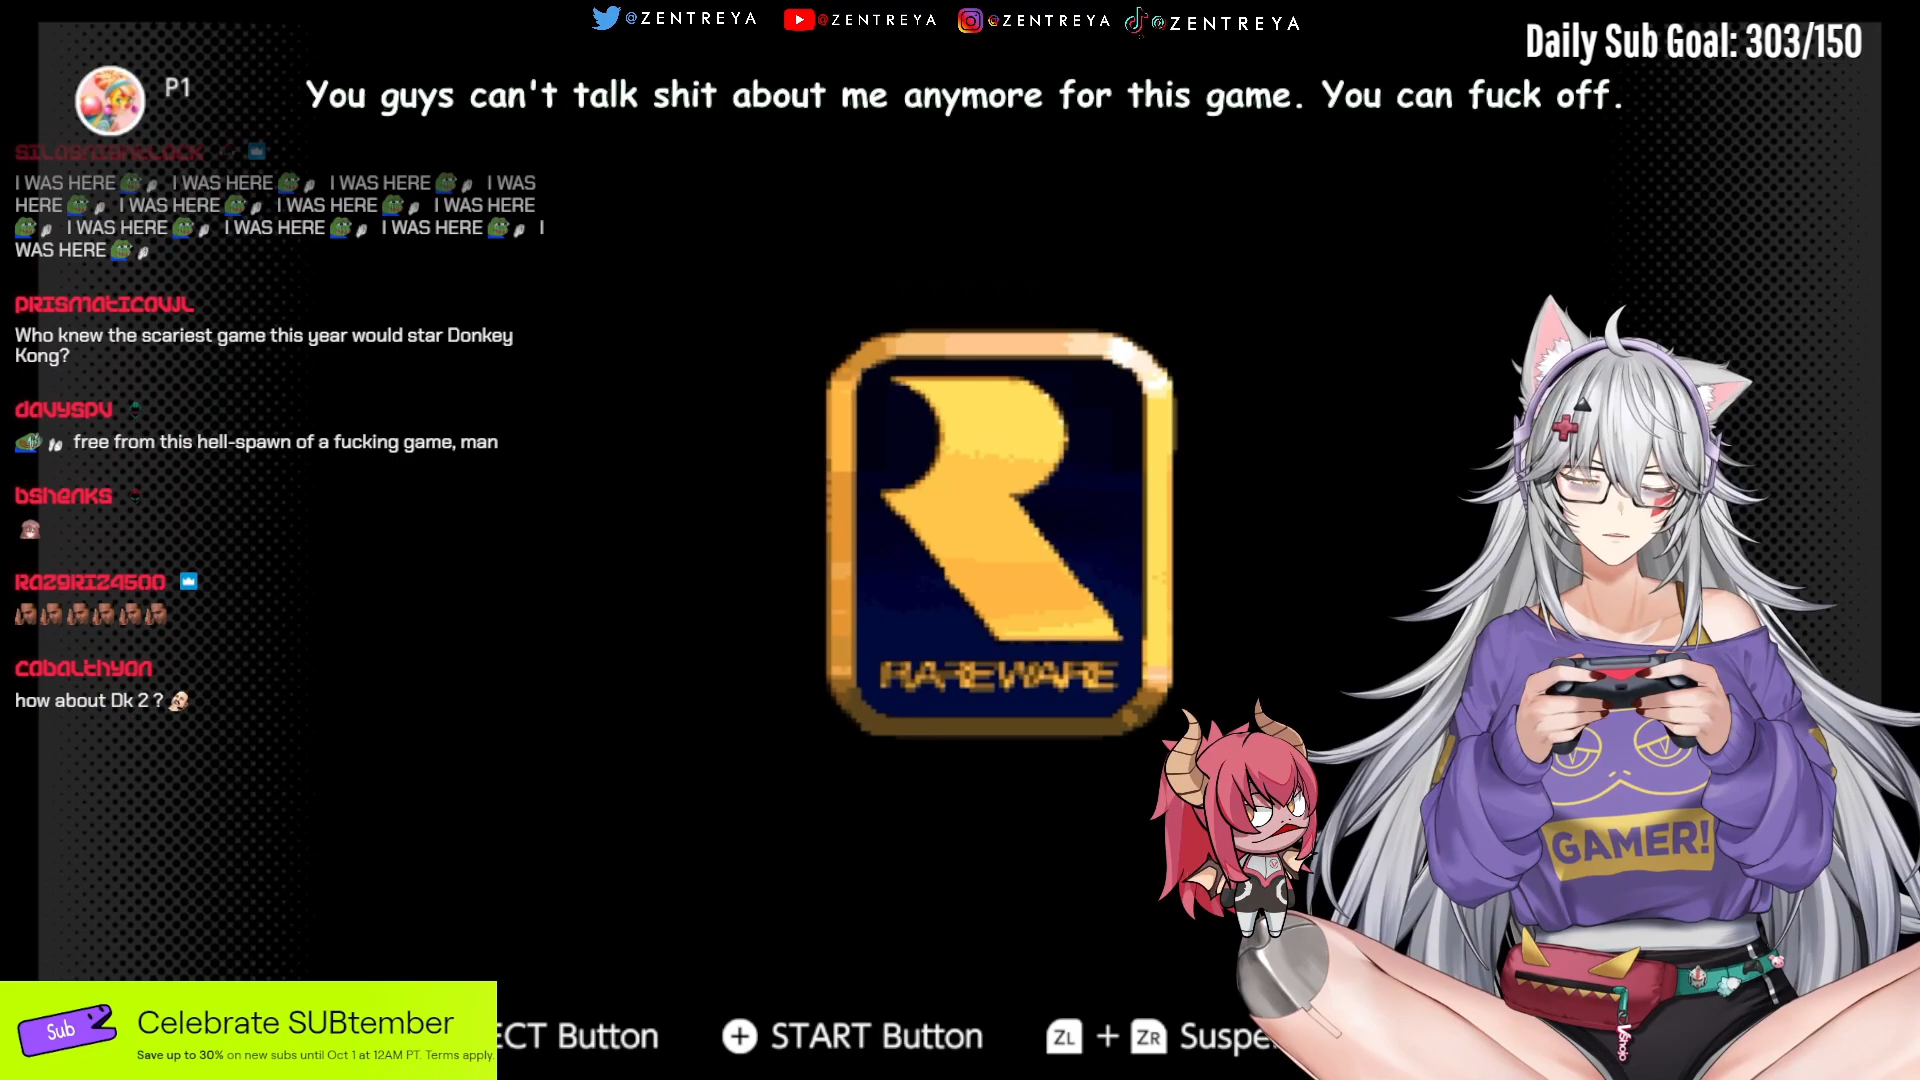 @ZENTREYA @ZENTREYA @ZENTREYA @ZENTREYA
Daily Sub Goal: 303/150
P1
You guys can't talk shit about me anymore for this game. You can fuck off.
SILASNIGHTLOCK
I WAS HERE I WAS HERE I WAS HERE I WAS
HERE I WAS HERE I WAS HERE I WAS HERE
I WAS HERE I WAS HERE I WAS HERE I
WAS HERE
PRISMATICOWL
Who knew the scariest game this year would star Donkey
Kong?
davyspv
free from this hell-spawn of a fucking game, man
bshenks
RAZGRIZ4500
cobalthyan
how about Dk 2 ?
RAREWARE
GAMER!
VShojo
Sub
Celebrate SUBtember
Save up to 30% on new subs until Oct 1 at 12AM PT. Terms apply.
ECT Button + START Button ZL + ZR Suspe